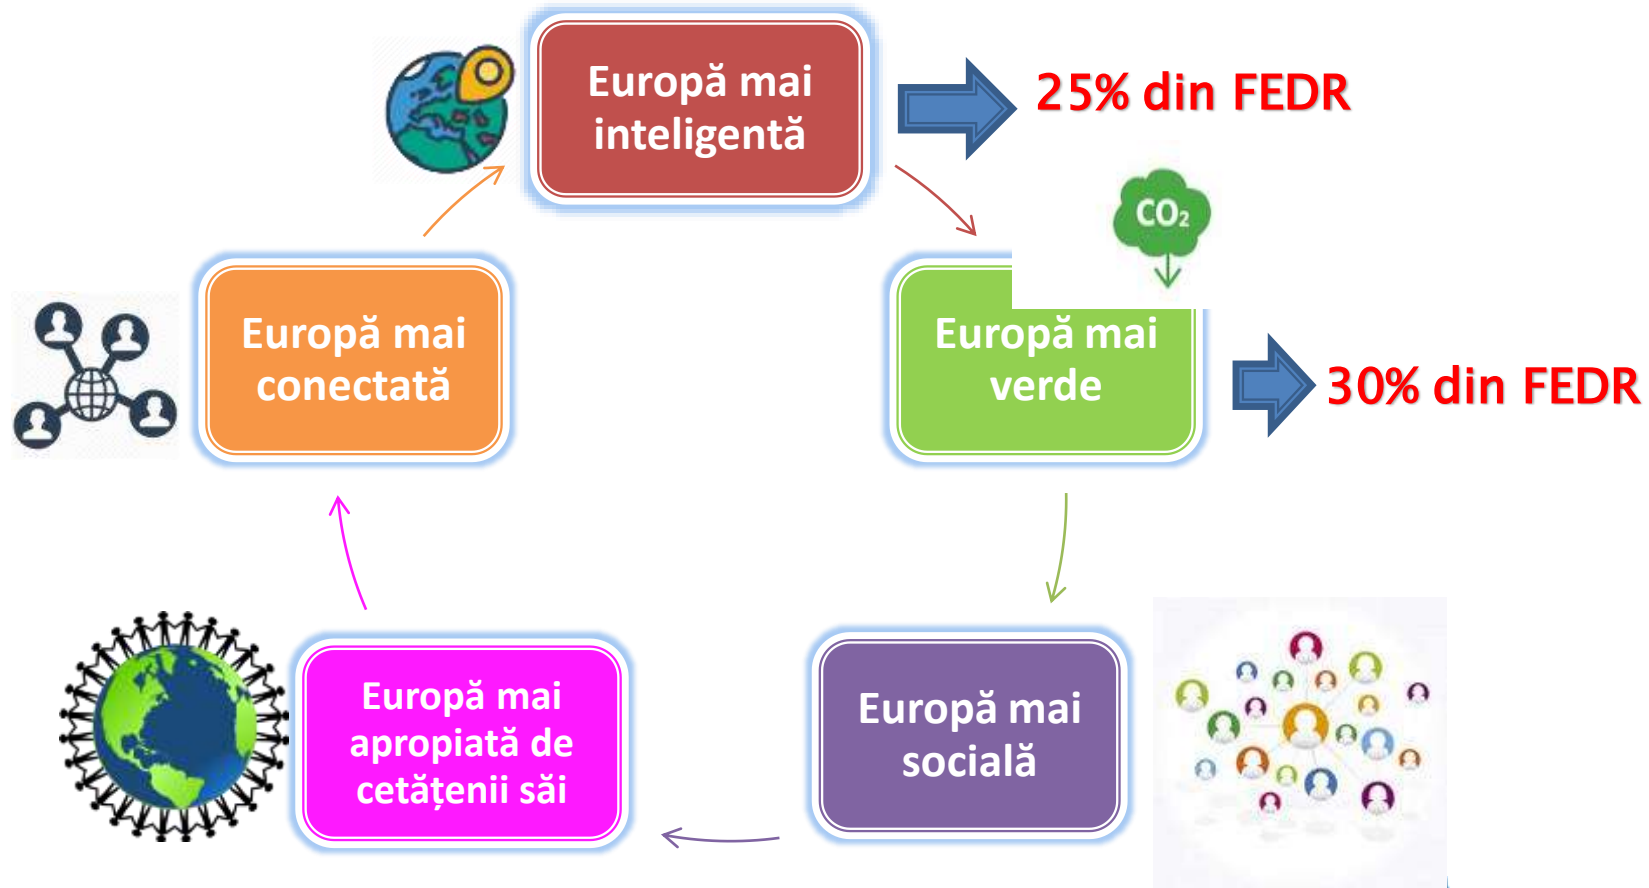 Europă mai
inteligentă
25% din FEDR
CO₂
Europă mai
verde
30% din FEDR
Europă mai
conectată
Europă mai
socială
Europă mai
apropiată de
cetățenii săi